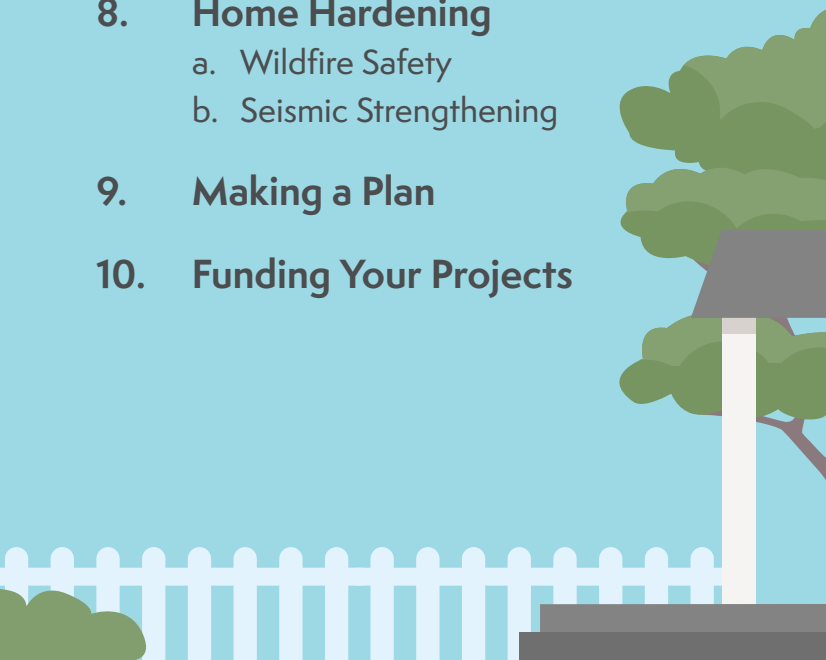 8. Home Hardening
a. Wildfire Safety
b. Seismic Strengthening
9. Making a Plan
10. Funding Your Projects